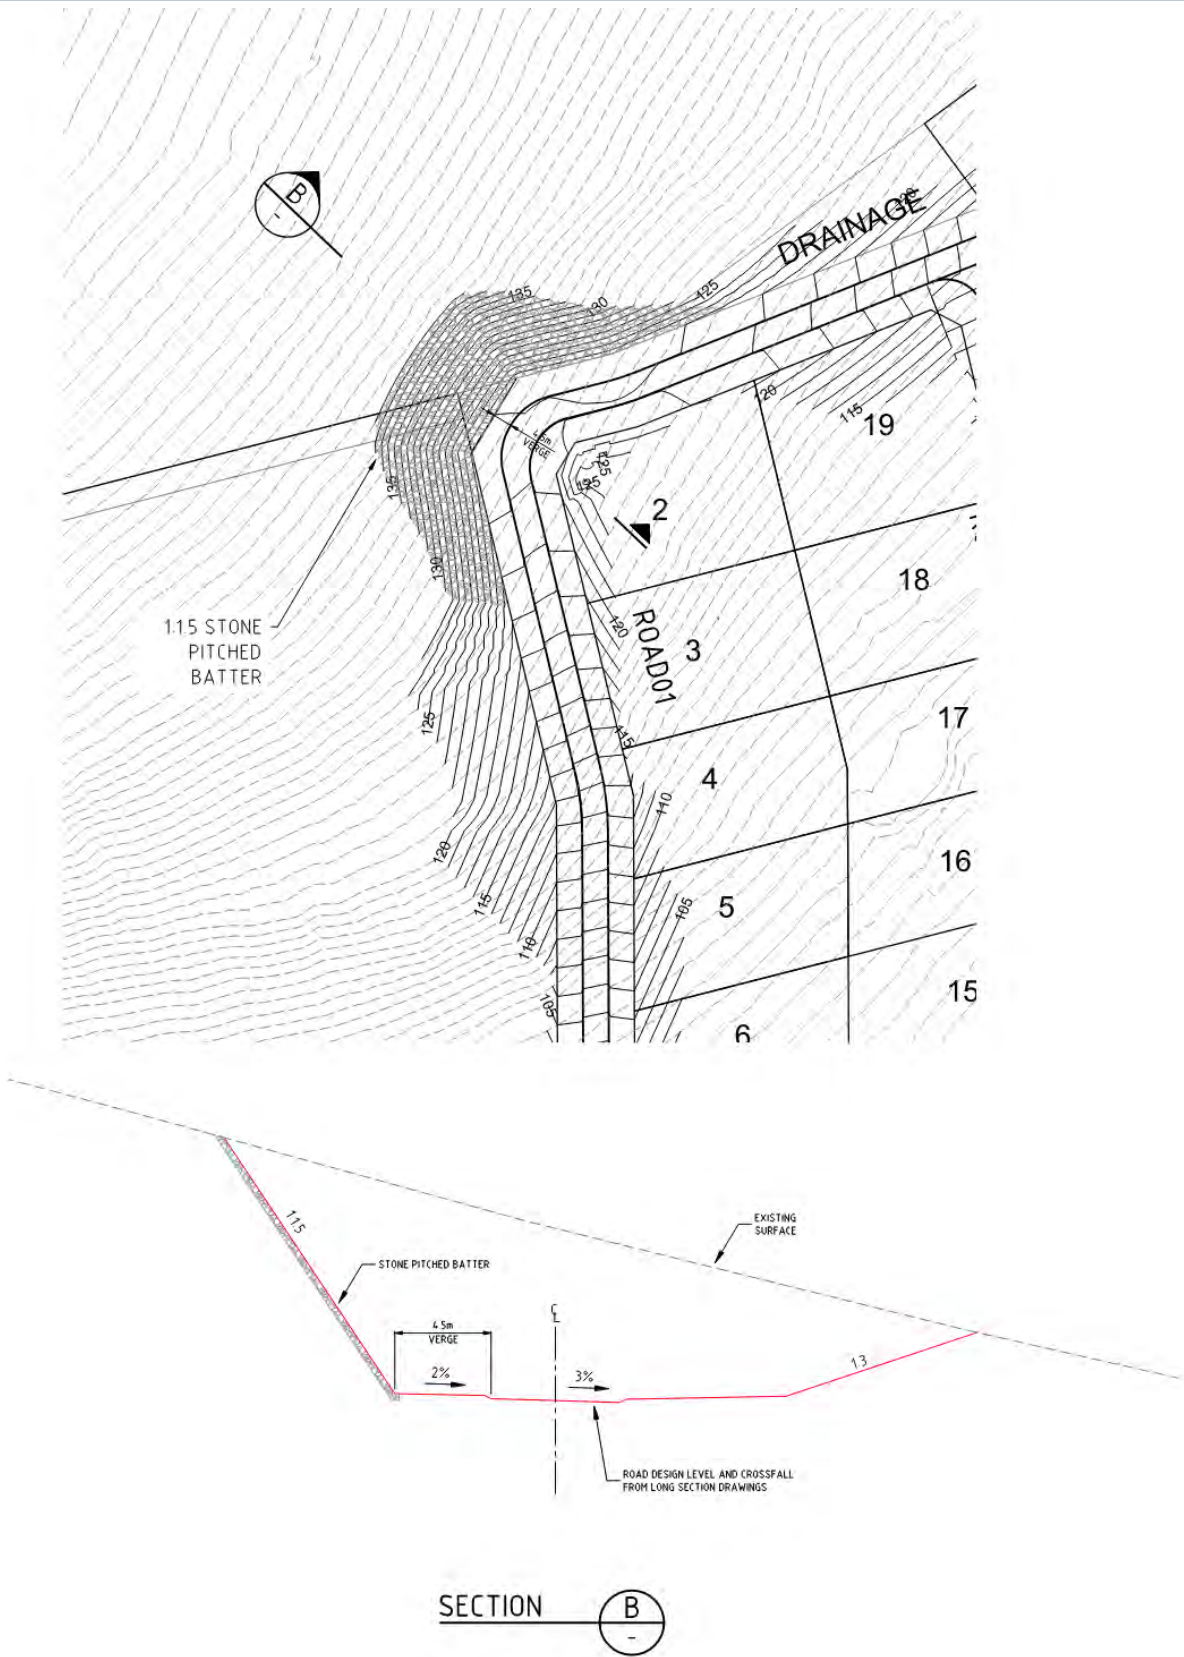 B
-
DRAINAGE
120
135
130
125
120
115
19
4.5m
VERGE
125
125
2
135
130
18
1:1.5 STONE
PITCHED
BATTER
120
ROAD01
3
125
115
17
4
110
120
16
115
5
105
110
105
15
6
EXISTING
SURFACE
1:1.5
STONE PITCHED BATTER
4.5m
VERGE
2%
3%
1:3
ROAD DESIGN LEVEL AND CROSSFALL
FROM LONG SECTION DRAWINGS
SECTION
B
-